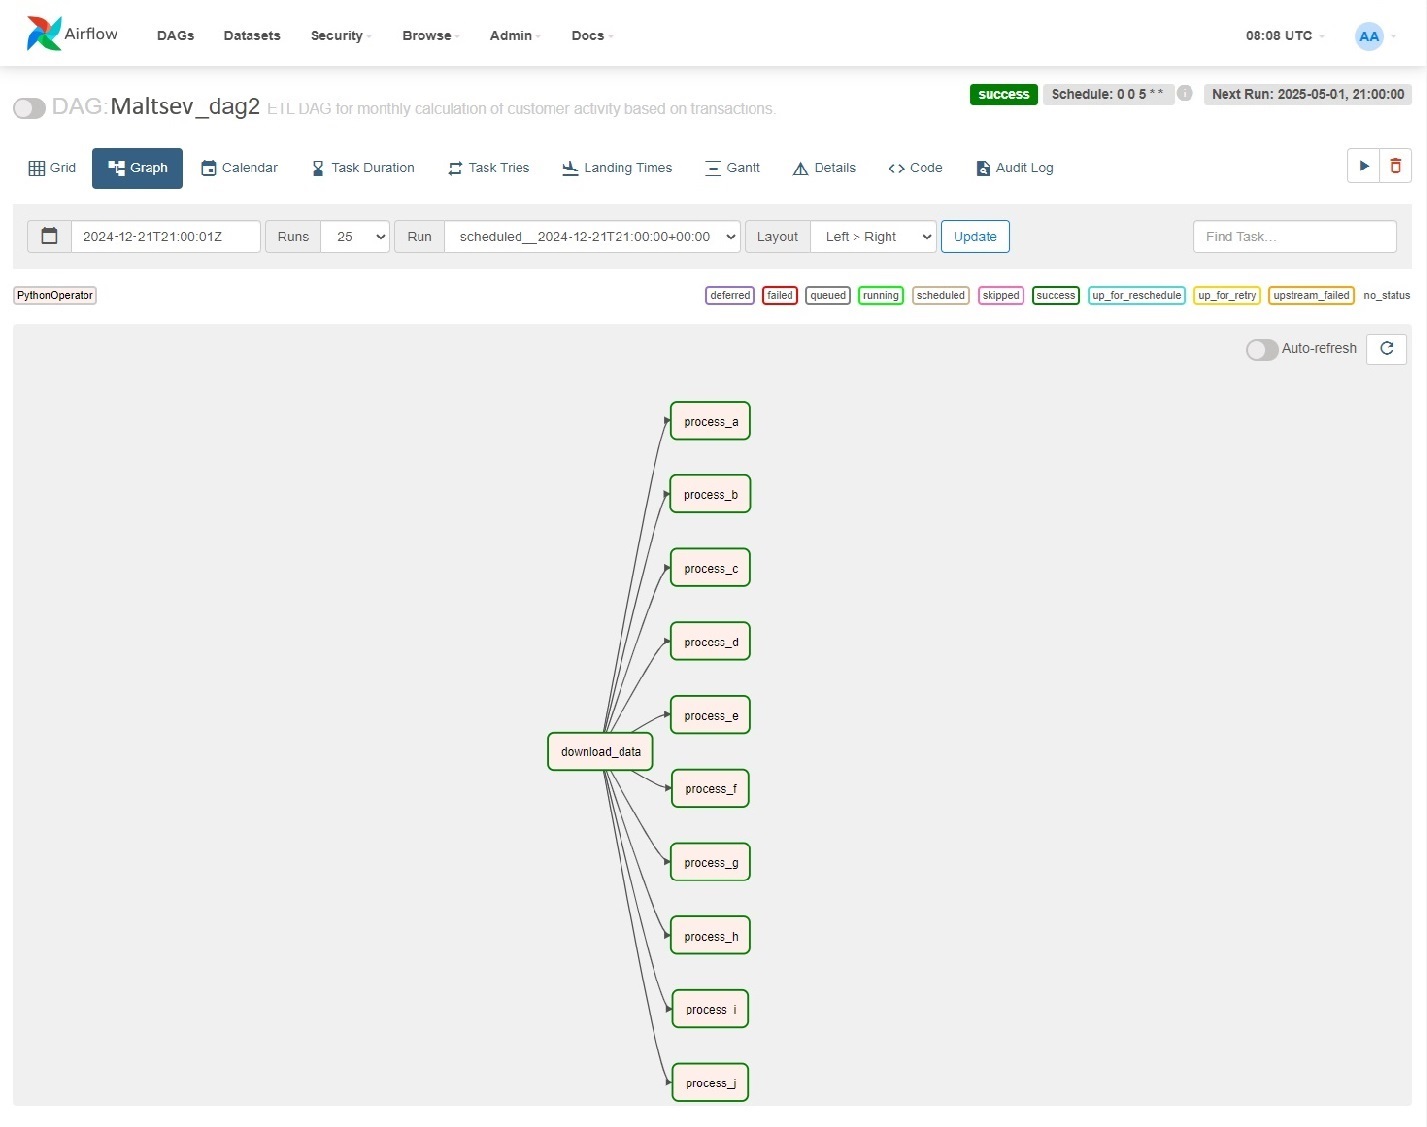 Airflow DAGs Datasets Security Browse Admin Docs 08:08 UTC AA
DAG: Maltsev_dag2 ETL DAG for monthly calculation of customer activity based on transactions. success Schedule: 0 0 5 * * i Next Run: 2025-05-01, 21:00:00
Grid Graph Calendar Task Duration Task Tries Landing Times Gantt Details <> Code Audit Log
2024-12-21T21:00:01Z Runs 25 Run scheduled__2024-12-21T21:00:00+00:00 Layout Left > Right Update Find Task...
PythonOperator deferred failed queued running scheduled skipped success up_for_reschedule up_for_retry upstream_failed no_status
Auto-refresh
process_a
process_b
process_c
process_d
process_e
download_data
process_f
process_g
process_h
process_i
process_j